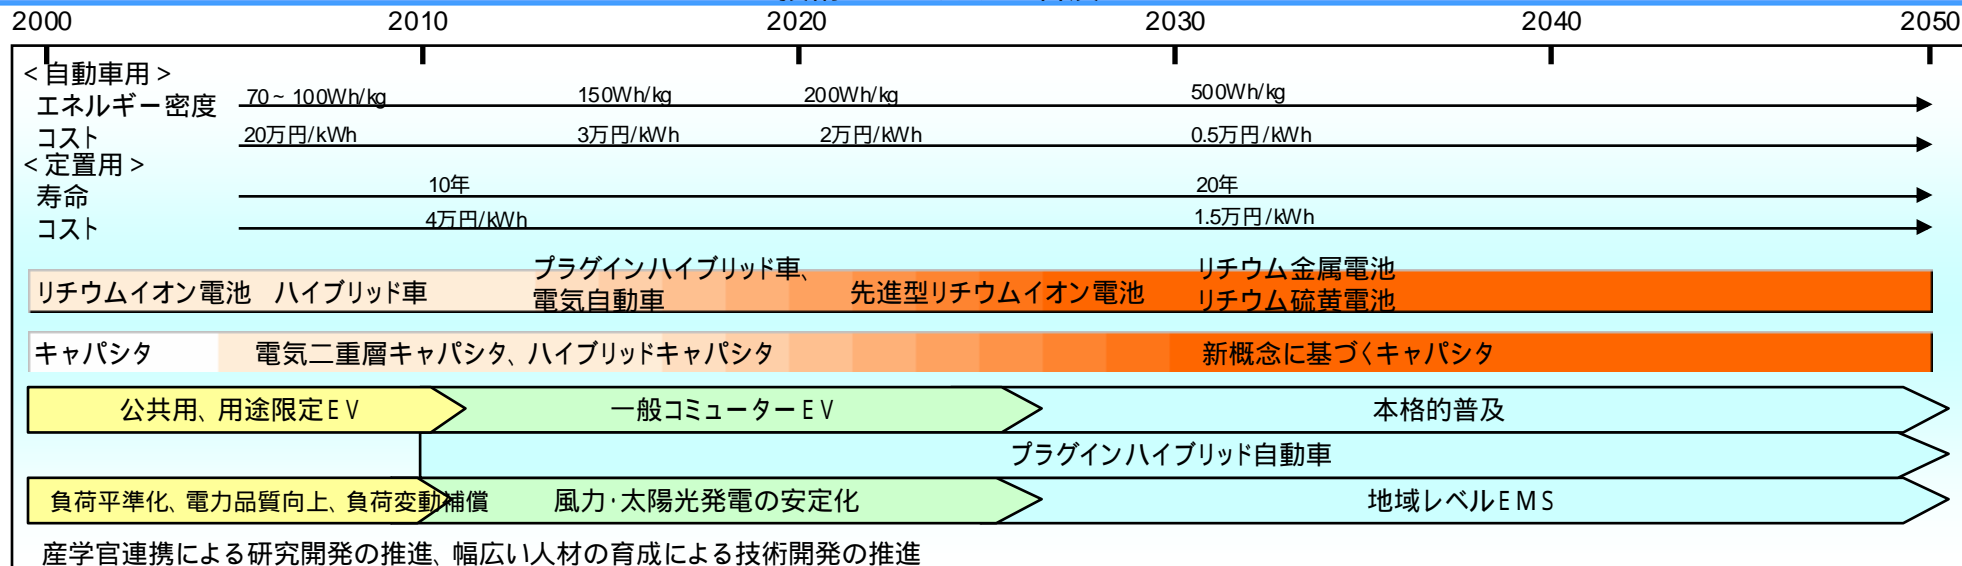 2000 2010 2020 2030 2040 2050
<自動車用>
エネルギー密度 70~100Wh/kg 150Wh/kg 200Wh/kg 500Wh/kg
コスト 20万円/kWh 3万円/kWh 2万円/kWh 0.5万円/kWh
<定置用>
寿命 10年 20年
コスト 4万円/kWh 1.5万円/kWh
リチウムイオン電池 ハイブリッド車
プラグインハイブリッド車、
電気自動車
先進型リチウムイオン電池
リチウム金属電池
リチウム硫黄電池
キャパシタ 電気二重層キャパシタ、ハイブリッドキャパシタ 新概念に基づくキャパシタ
公共用、用途限定EV 一般コミューターEV 本格的普及
プラグインハイブリッド自動車
負荷平準化、電力品質向上、負荷変動補償 風力・太陽光発電の安定化 地域レベルEMS
産学官連携による研究開発の推進、幅広い人材の育成による技術開発の推進